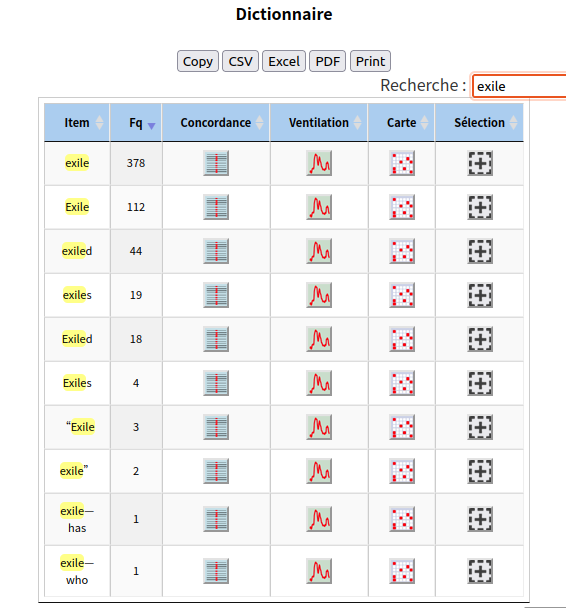 Dictionnaire
Copy CSV Excel PDF Print
Recherche : exile
Item Fq Concordance Ventilation Carte Sélection
exile 378
Exile 112
exiled 44
exiles 19
Exiled 18
Exiles 4
“Exile 3
exile” 2
exile—
has 1
exile—
who 1